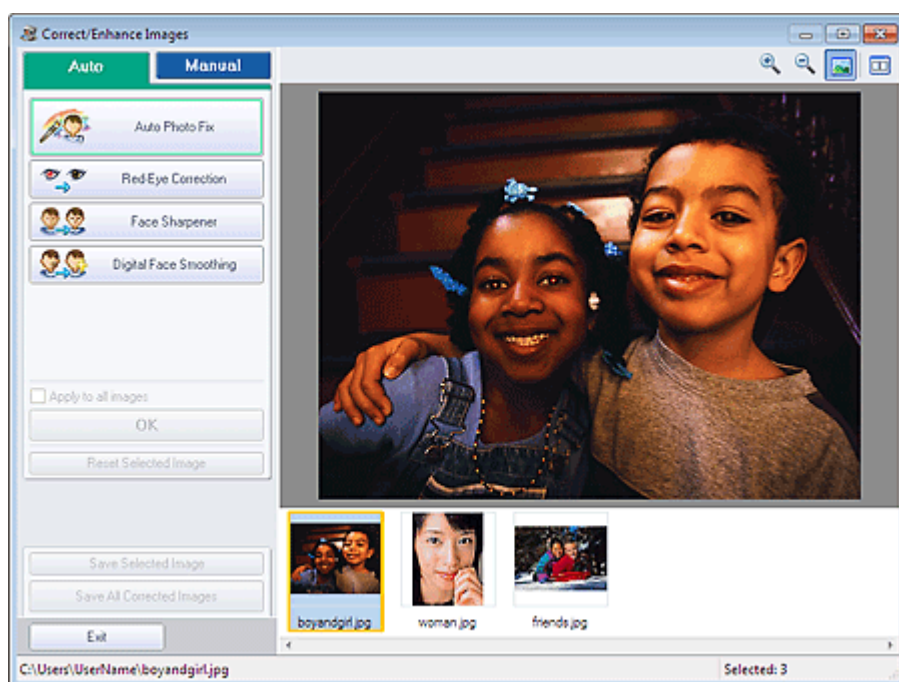 Correct/Enhance Images
Auto
Manual
Auto Photo Fix
Red-Eye Correction
Face Sharpener
Digital Face Smoothing
Apply to all images
OK
Reset Selected Image
Save Selected Image
Save All Corrected Images
Exit
boyandgirl.jpg
woman.jpg
friends.jpg
C:\Users\UserName\boyandgirl.jpg
Selected: 3